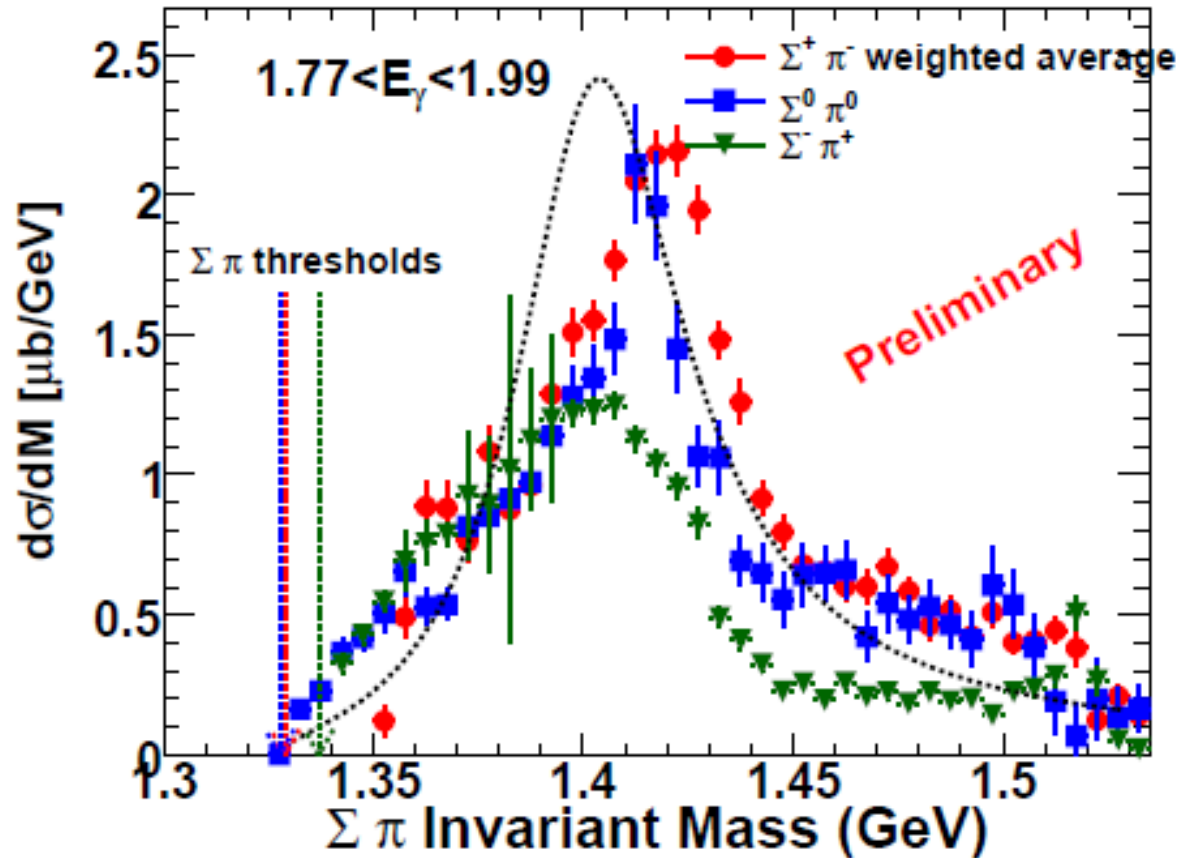 2.5
2
1.5
1
0.5
0
dσ/dM [μb/GeV]
1.77<Eγ<1.99
Σ⁺ π⁻ weighted average
Σ⁰ π⁰
Σ⁻ π⁺
Σ π thresholds
Preliminary
1.3 1.35 1.4 1.45 1.5
Σ π Invariant Mass (GeV)